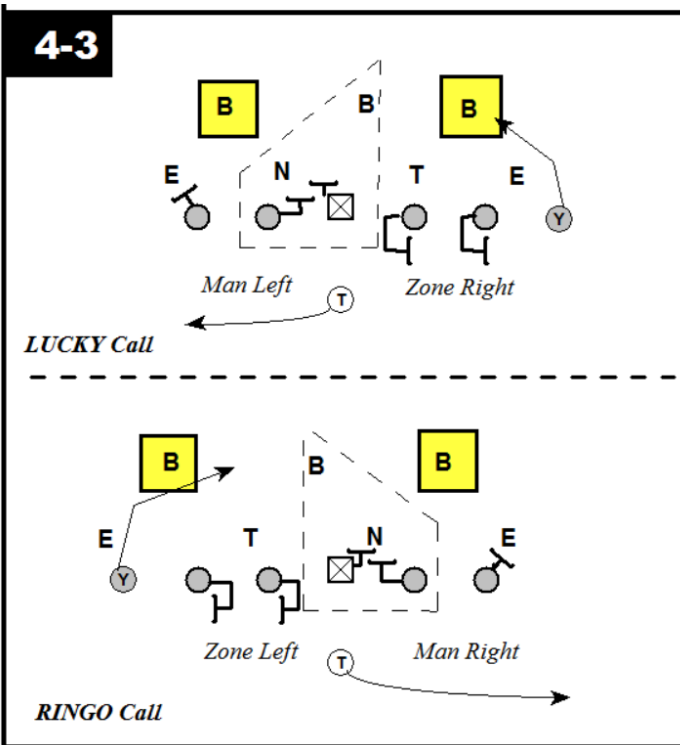 4-3
B B B
E N T E
Y
Man Left Zone Right
T
LUCKY Call
B B B
E T N E
Y
Zone Left Man Right
T
RINGO Call